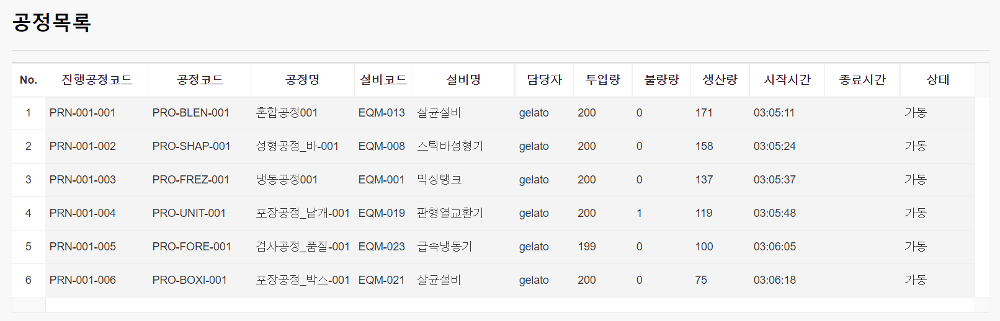 공정목록
No. 진행공정코드 공정코드 공정명 설비코드 설비명 담당자 투입량 불량량 생산량 시작시간 종료시간 상태
1 PRN-001-001 PRO-BLEN-001 혼합공정001 EQM-013 살균설비 gelato 200 0 171 03:05:11 가동
2 PRN-001-002 PRO-SHAP-001 성형공정_바-001 EQM-008 스틱바성형기 gelato 200 0 158 03:05:24 가동
3 PRN-001-003 PRO-FREZ-001 냉동공정001 EQM-001 믹싱탱크 gelato 200 0 137 03:05:37 가동
4 PRN-001-004 PRO-UNIT-001 포장공정_낱개-001 EQM-019 판형열교환기 gelato 200 1 119 03:05:48 가동
5 PRN-001-005 PRO-FORE-001 검사공정_품질-001 EQM-023 급속냉동기 gelato 199 0 100 03:06:05 가동
6 PRN-001-006 PRO-BOXI-001 포장공정_박스-001 EQM-021 살균설비 gelato 200 0 75 03:06:18 가동